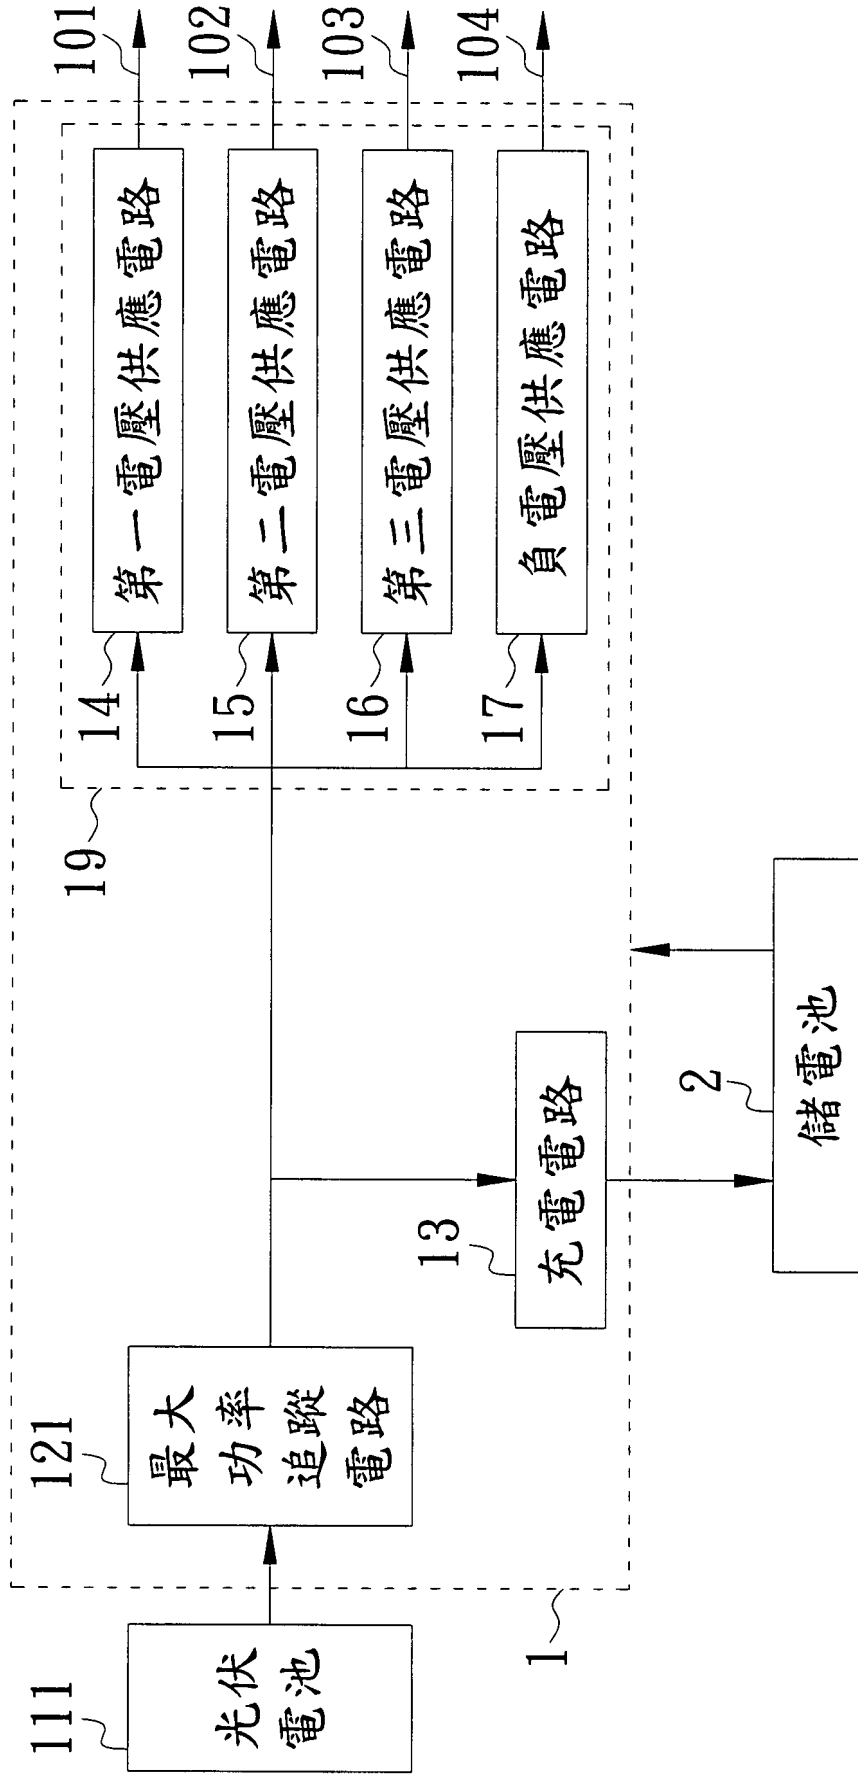 111
光伏
電池
1
121
最大
功率
追蹤
電路
13
充電電路
2
儲電池
19
14
第一電壓供應電路
101
15
第二電壓供應電路
102
16
第三電壓供應電路
103
17
負電壓供應電路
104